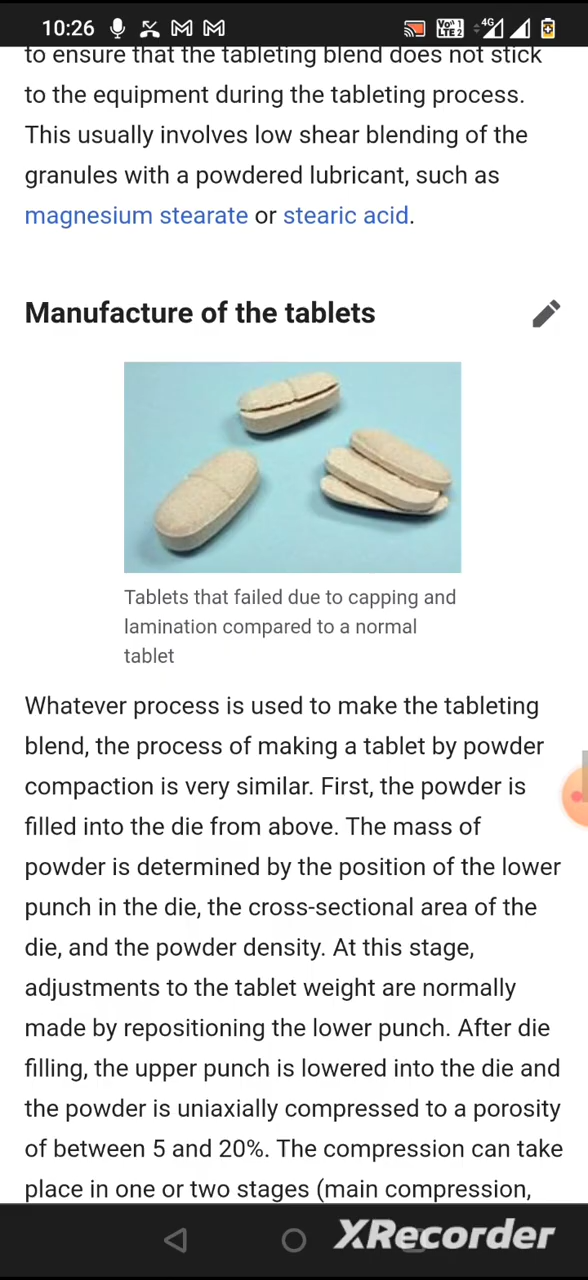 10:26
Vo)) 1
LTE 2
4G
to ensure that the tableting blend does not stick
to the equipment during the tableting process.
This usually involves low shear blending of the
granules with a powdered lubricant, such as
magnesium stearate or stearic acid.
Manufacture of the tablets
Tablets that failed due to capping and
lamination compared to a normal
tablet
Whatever process is used to make the tableting
blend, the process of making a tablet by powder
compaction is very similar. First, the powder is
filled into the die from above. The mass of
powder is determined by the position of the lower
punch in the die, the cross-sectional area of the
die, and the powder density. At this stage,
adjustments to the tablet weight are normally
made by repositioning the lower punch. After die
filling, the upper punch is lowered into the die and
the powder is uniaxially compressed to a porosity
of between 5 and 20%. The compression can take
place in one or two stages (main compression,
XRecorder